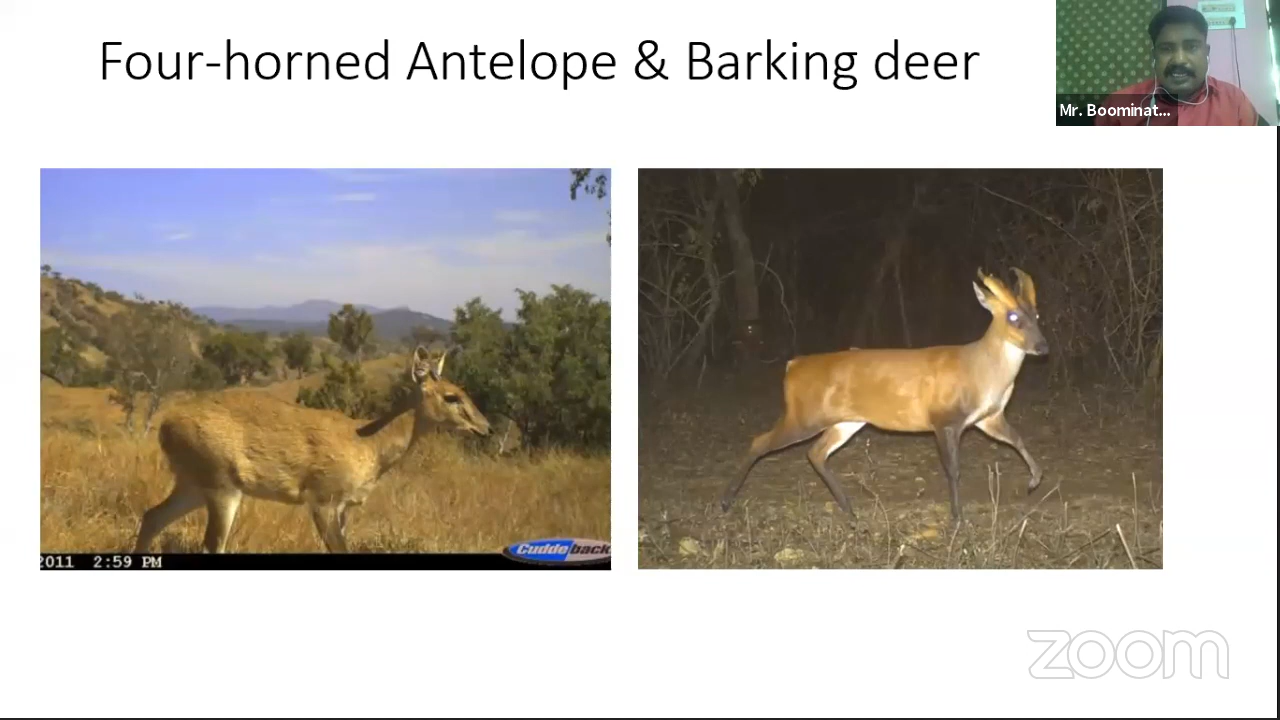 Four-horned Antelope & Barking deer
Mr. Boominat...
2011 2:59 PM
Cuddeback
zoom